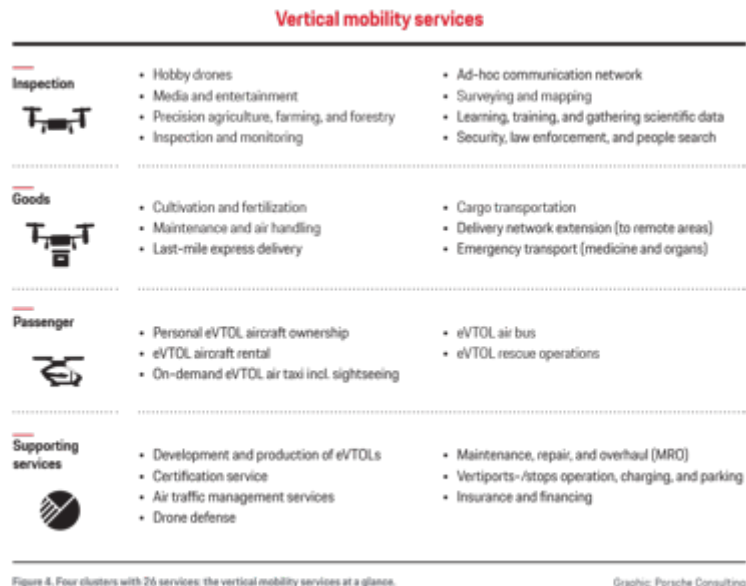 Vertical mobility services
Inspection
• Hobby drones
• Media and entertainment
• Precision agriculture, farming, and forestry
• Inspection and monitoring
• Ad-hoc communication network
• Surveying and mapping
• Learning, training, and gathering scientific data
• Security, law enforcement, and people search
Goods
• Cultivation and fertilization
• Maintenance and air handling
• Last-mile express delivery
• Cargo transportation
• Delivery network extension (to remote areas)
• Emergency transport (medicine and organs)
Passenger
• Personal eVTOL aircraft ownership
• eVTOL aircraft rental
• On-demand eVTOL air taxi incl. sightseeing
• eVTOL air bus
• eVTOL rescue operations
Supporting
services
• Development and production of eVTOLs
• Certification service
• Air traffic management services
• Drone defense
• Maintenance, repair, and overhaul (MRO)
• Vertiports-/stops operation, charging, and parking
• Insurance and financing
Figure 4. Four clusters with 26 services: the vertical mobility services at a glance.
Graphic: Porsche Consulting